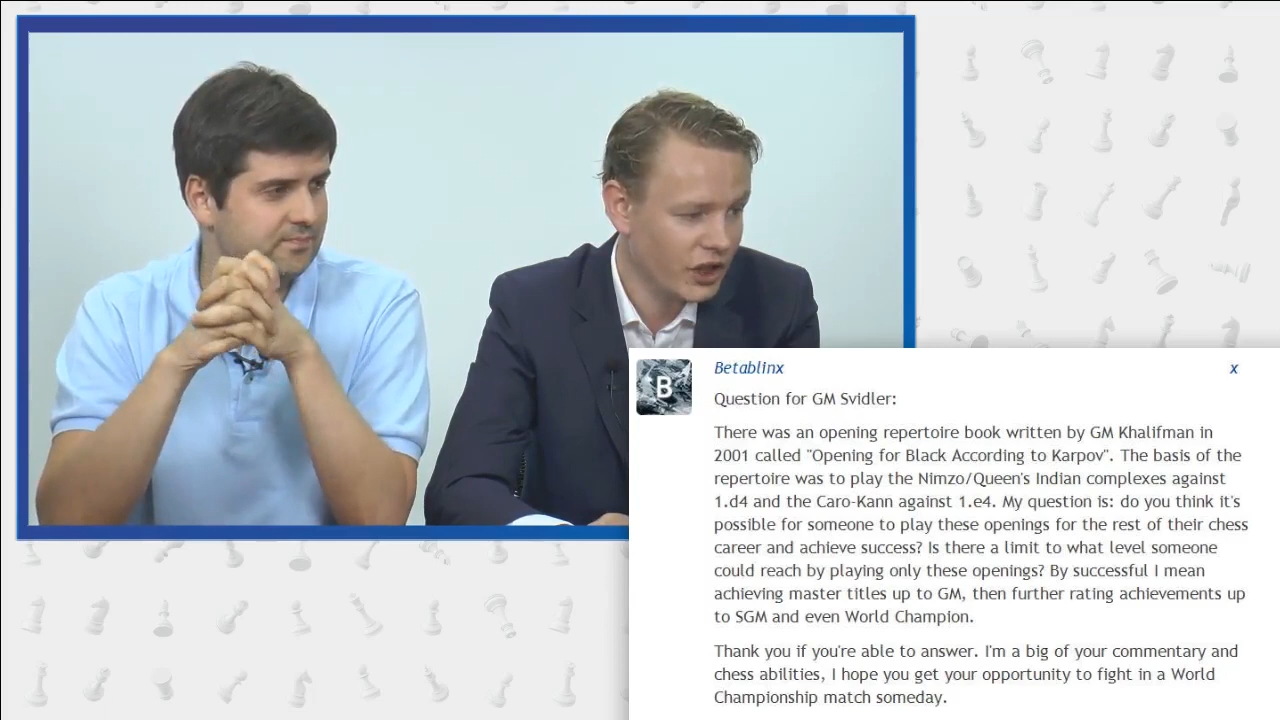 Betablinx
x
B
Question for GM Svidler:
There was an opening repertoire book written by GM Khalifman in
2001 called "Opening for Black According to Karpov". The basis of the
repertoire was to play the Nimzo/Queen's Indian complexes against
1.d4 and the Caro-Kann against 1.e4. My question is: do you think it's
possible for someone to play these openings for the rest of their chess
career and achieve success? Is there a limit to what level someone
could reach by playing only these openings? By successful I mean
achieving master titles up to GM, then further rating achievements up
to SGM and even World Champion.
Thank you if you're able to answer. I'm a big of your commentary and
chess abilities, I hope you get your opportunity to fight in a World
Championship match someday.